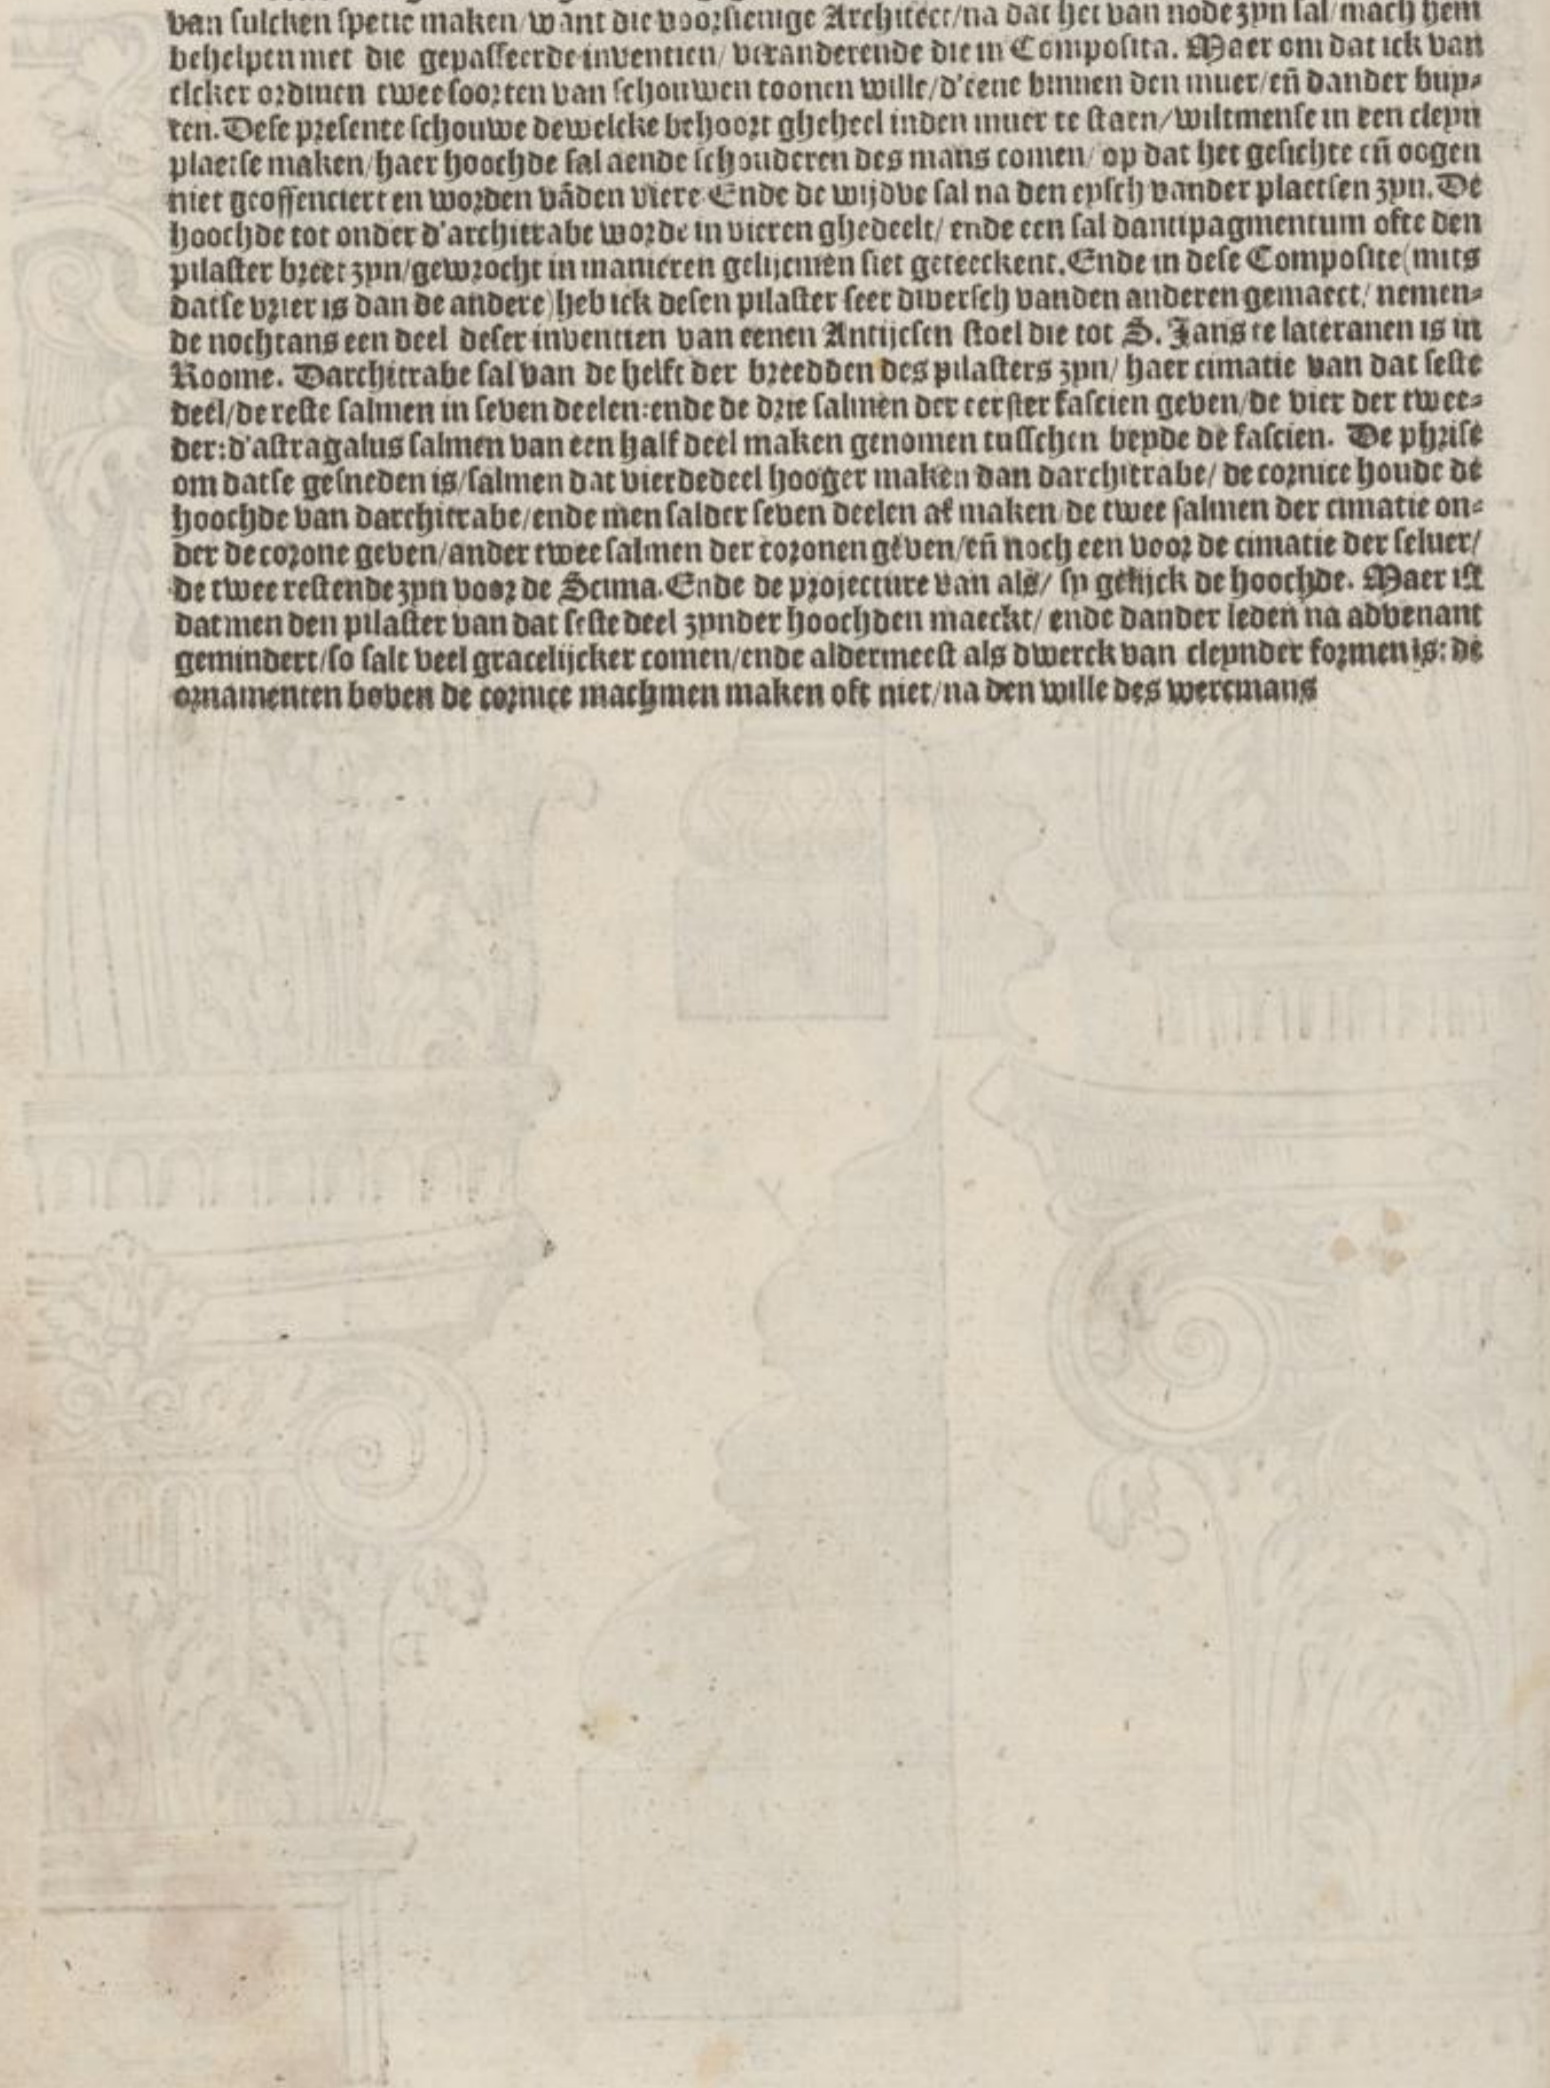 van sulcken spetie maken/want die voorsienige Architect/na dat het van node zyn sal/mach hem
behelpen met die gepasseerde inventien/veranderende die in Composita. Maer om dat ick van
elcker ordinen twee soorten van schouwen toonen wille/d'eene binnen den muer/en̄ dander buy-
ten. Dese presente schouwe dewelcke behoort gheheel inden muer te staen/wiltmense in een cleyn
plaetse maken/haer hoochde sal aende schouderen des mans comen/op dat het gesichte en̄ oogen
niet geoffenciert en worden vādenviere Ende de wijdde sal na den eysch vander plaetsen zyn. De
hoochde tot onder d'architrabe worde in vieren ghedeelt/ ende een sal dantipagmentum ofte den
pilaster breet zyn/gewrocht in manieren gelijcmen siet geteeckent. Ende in dese Composite(mits
datse vrier is dan de andere)heb ick desen pilaster seer diversch vanden anderen gemaect/ nemen-
de nochtans een deel deser inventien van eenen Antijcsen stoel die tot S. Jans te lateranen is in
Roome. Darchitrabe sal van de helft der breedden des pilasters zyn/ haer cimatie van dat seste
deel/de reste salmen in seven deelen:ende de drie salmen der eerster fascien geven/de vier der twee-
der:d'astragalus salmen van een half deel maken genomen tusschen beyde de fascien. De phrise
om datse gesneden is/salmen dat vierdedeel hooger maken dan darchitrabe/ de cornice houde de
hoochde van darchitrabe/ende men salder seven deelen af maken/de twee salmen der cimatie on-
der de corone geven/ander twee salmen der coronen geven/en̄ noch een voor de cimatie der selver/
de twee restende zyn voor de Scima. Ende de projecture van als/ sy gelijck de hoochde. Maer ist
datmen den pilaster van dat seste deel zynder hoochden maeckt/ ende dander leden na advenant
gemindert/so salt veel gracelijcker comen/ende aldermeest als dwerck van cleynder formen is: de
ornamenten boven de cornice machmen maken oft niet/na den wille des wercmans